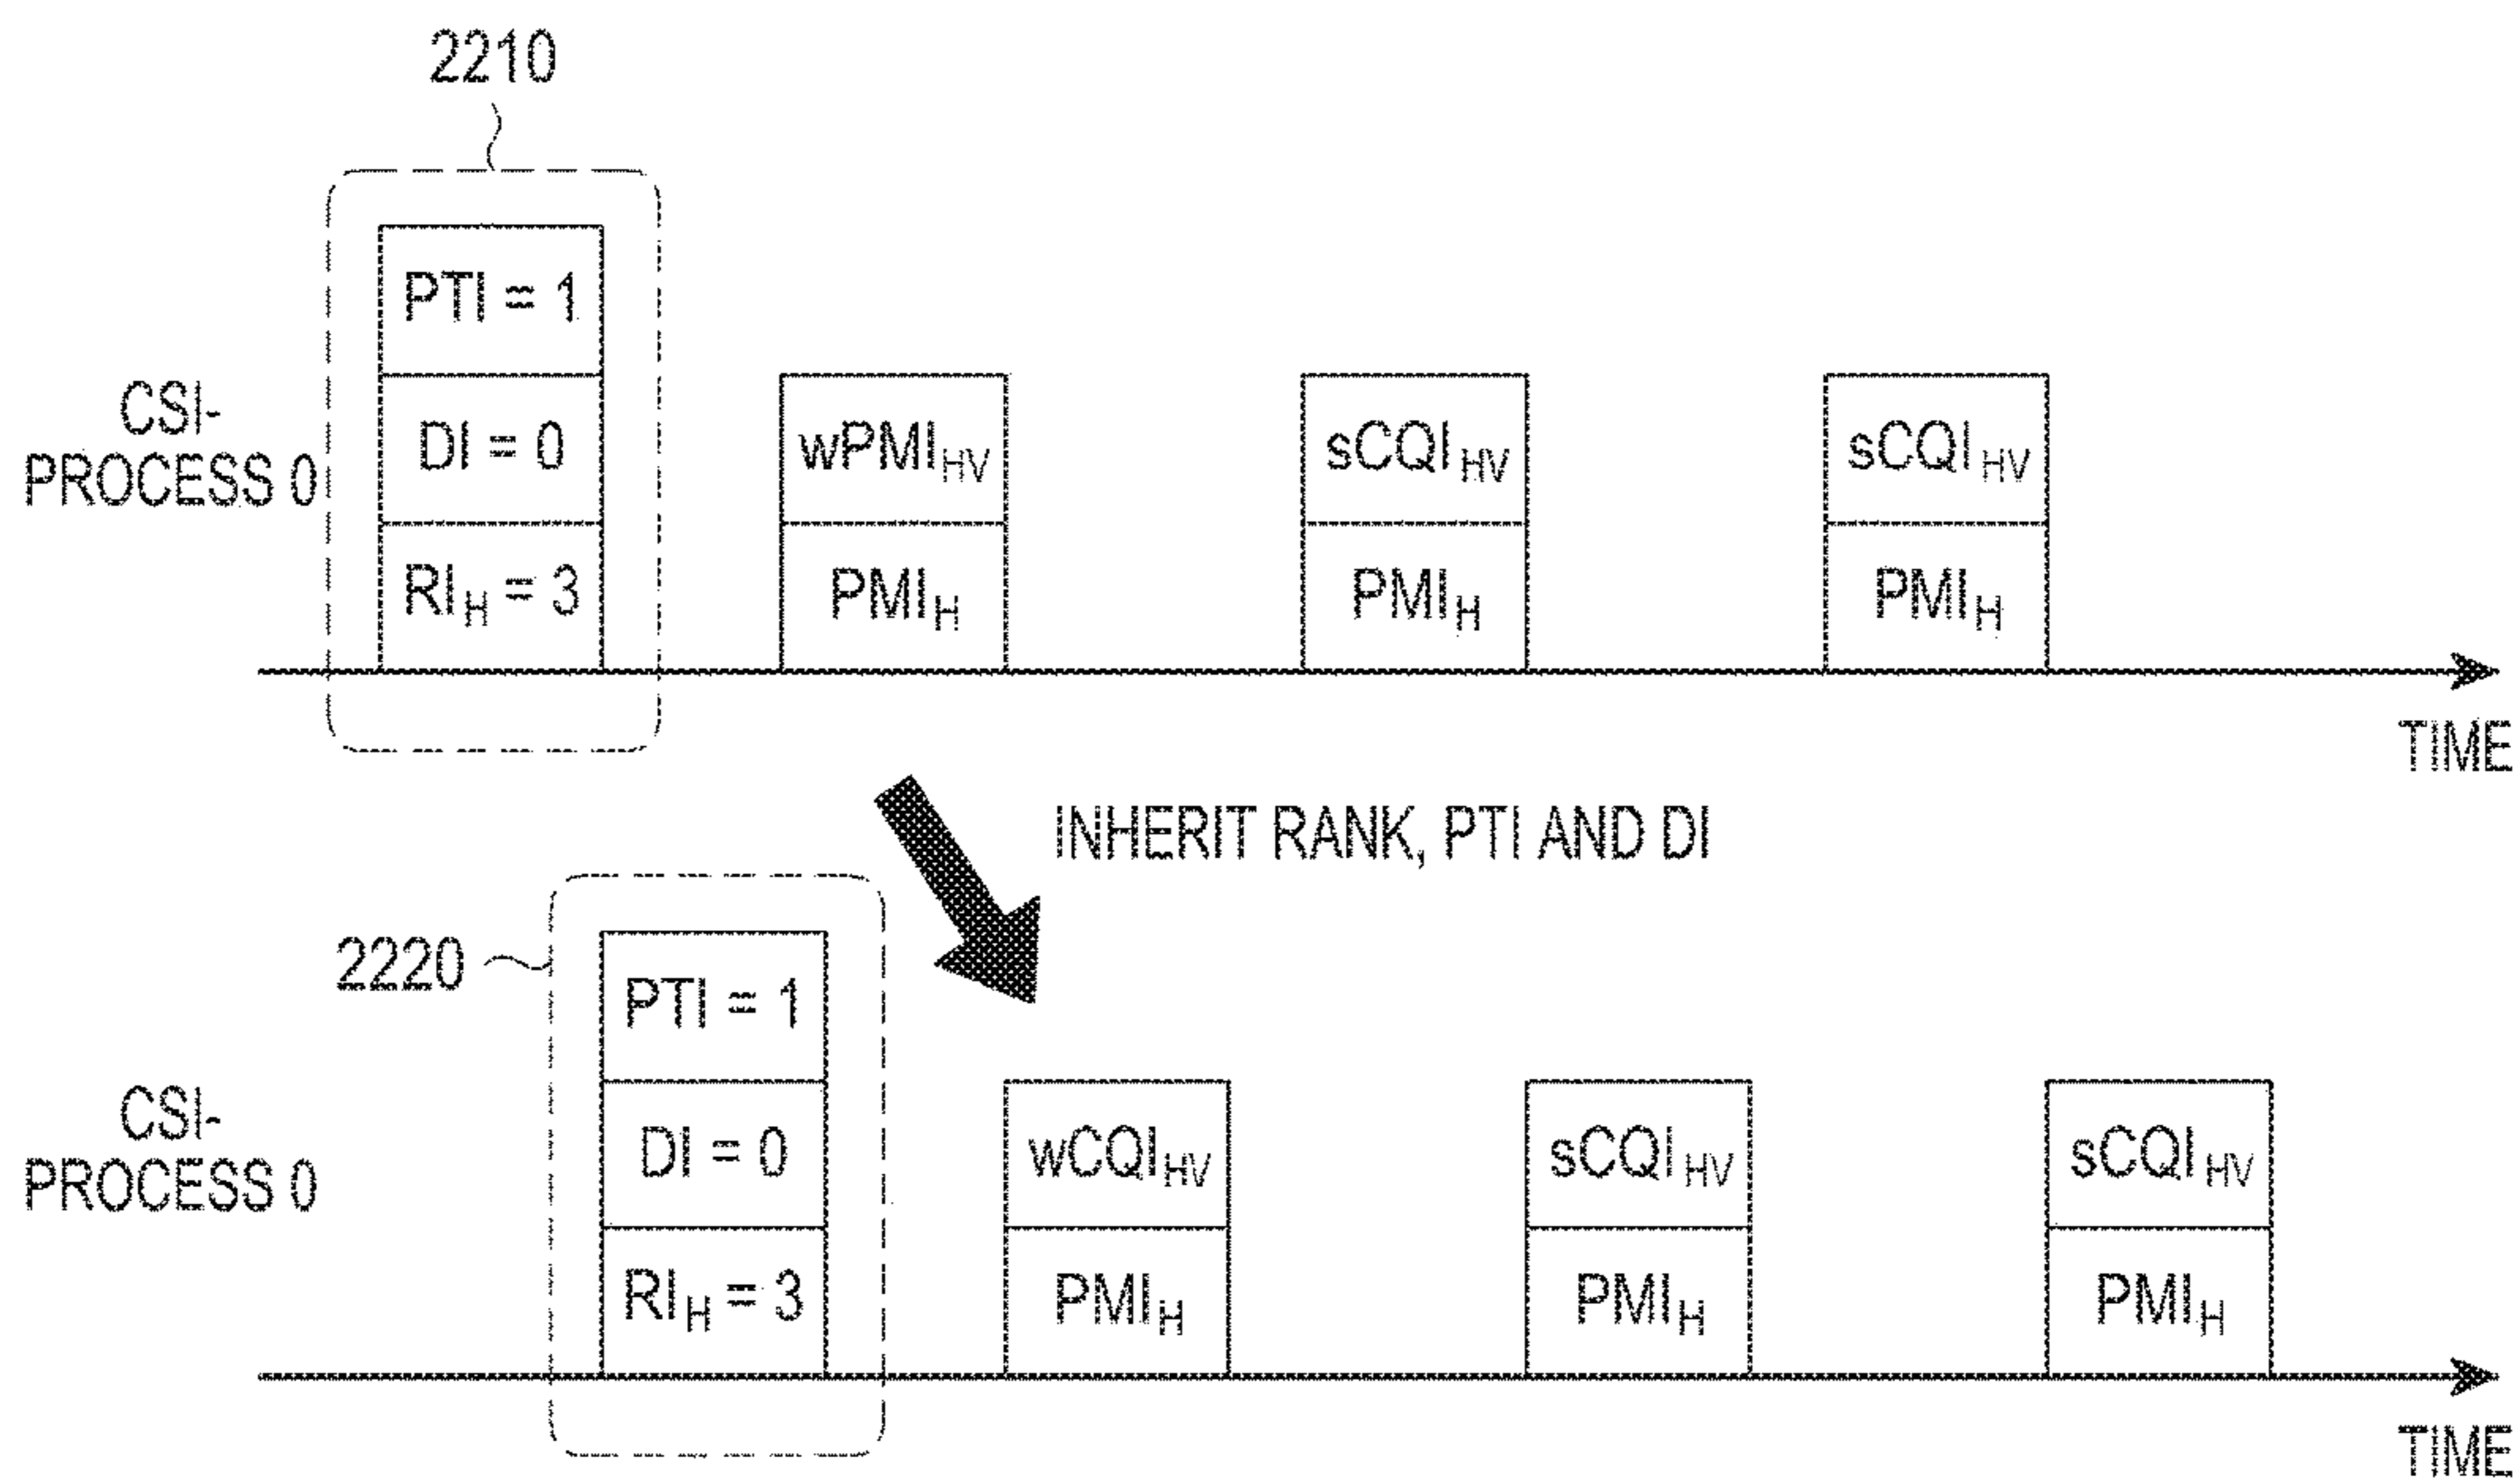 2210
PTI = 1
DI = 0
RI_H = 3
CSI-
PROCESS 0
wPMI_HV
PMI_H
sCQI_HV
PMI_H
sCQI_HV
PMI_H
TIME
INHERIT RANK, PTI AND DI
2220
PTI = 1
DI = 0
RI_H = 3
CSI-
PROCESS 0
wCQI_HV
PMI_H
sCQI_HV
PMI_H
sCQI_HV
PMI_H
TIME